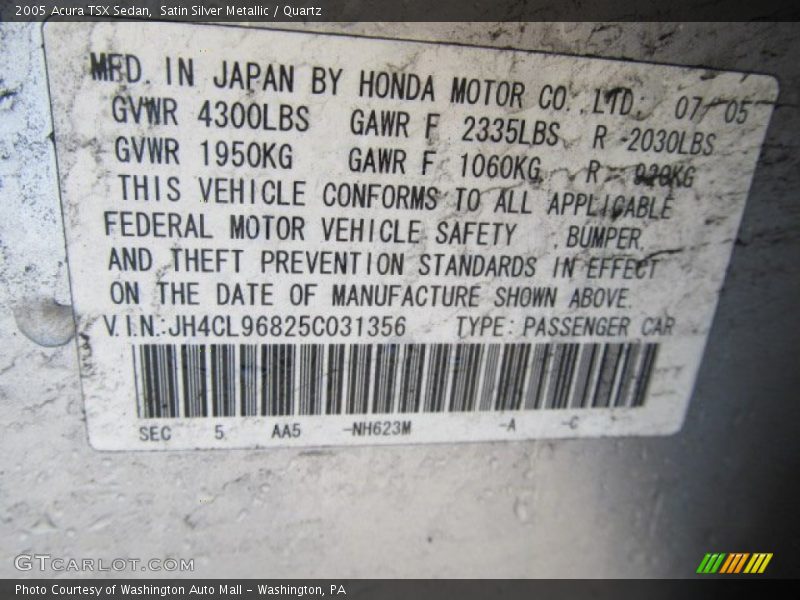 2005 Acura TSX Sedan,  Satin Silver Metallic / Quartz
MFD. IN JAPAN BY HONDA MOTOR CO., LTD. 07/05
GVWR 4300LBS GAWR F 2335LBS R 2030LBS
GVWR 1950KG GAWR F 1060KG R 920KG
THIS VEHICLE CONFORMS TO ALL APPLICABLE
FEDERAL MOTOR VEHICLE SAFETY , BUMPER,
AND THEFT PREVENTION STANDARDS IN EFFECT
ON THE DATE OF MANUFACTURE SHOWN ABOVE.
V.I.N.:JH4CL96825C031356 TYPE: PASSENGER CAR
SEC 5 AA5 -NH623M -A -C
GTCARLOT.COM
Photo Courtesy of Washington Auto Mall - Washington, PA